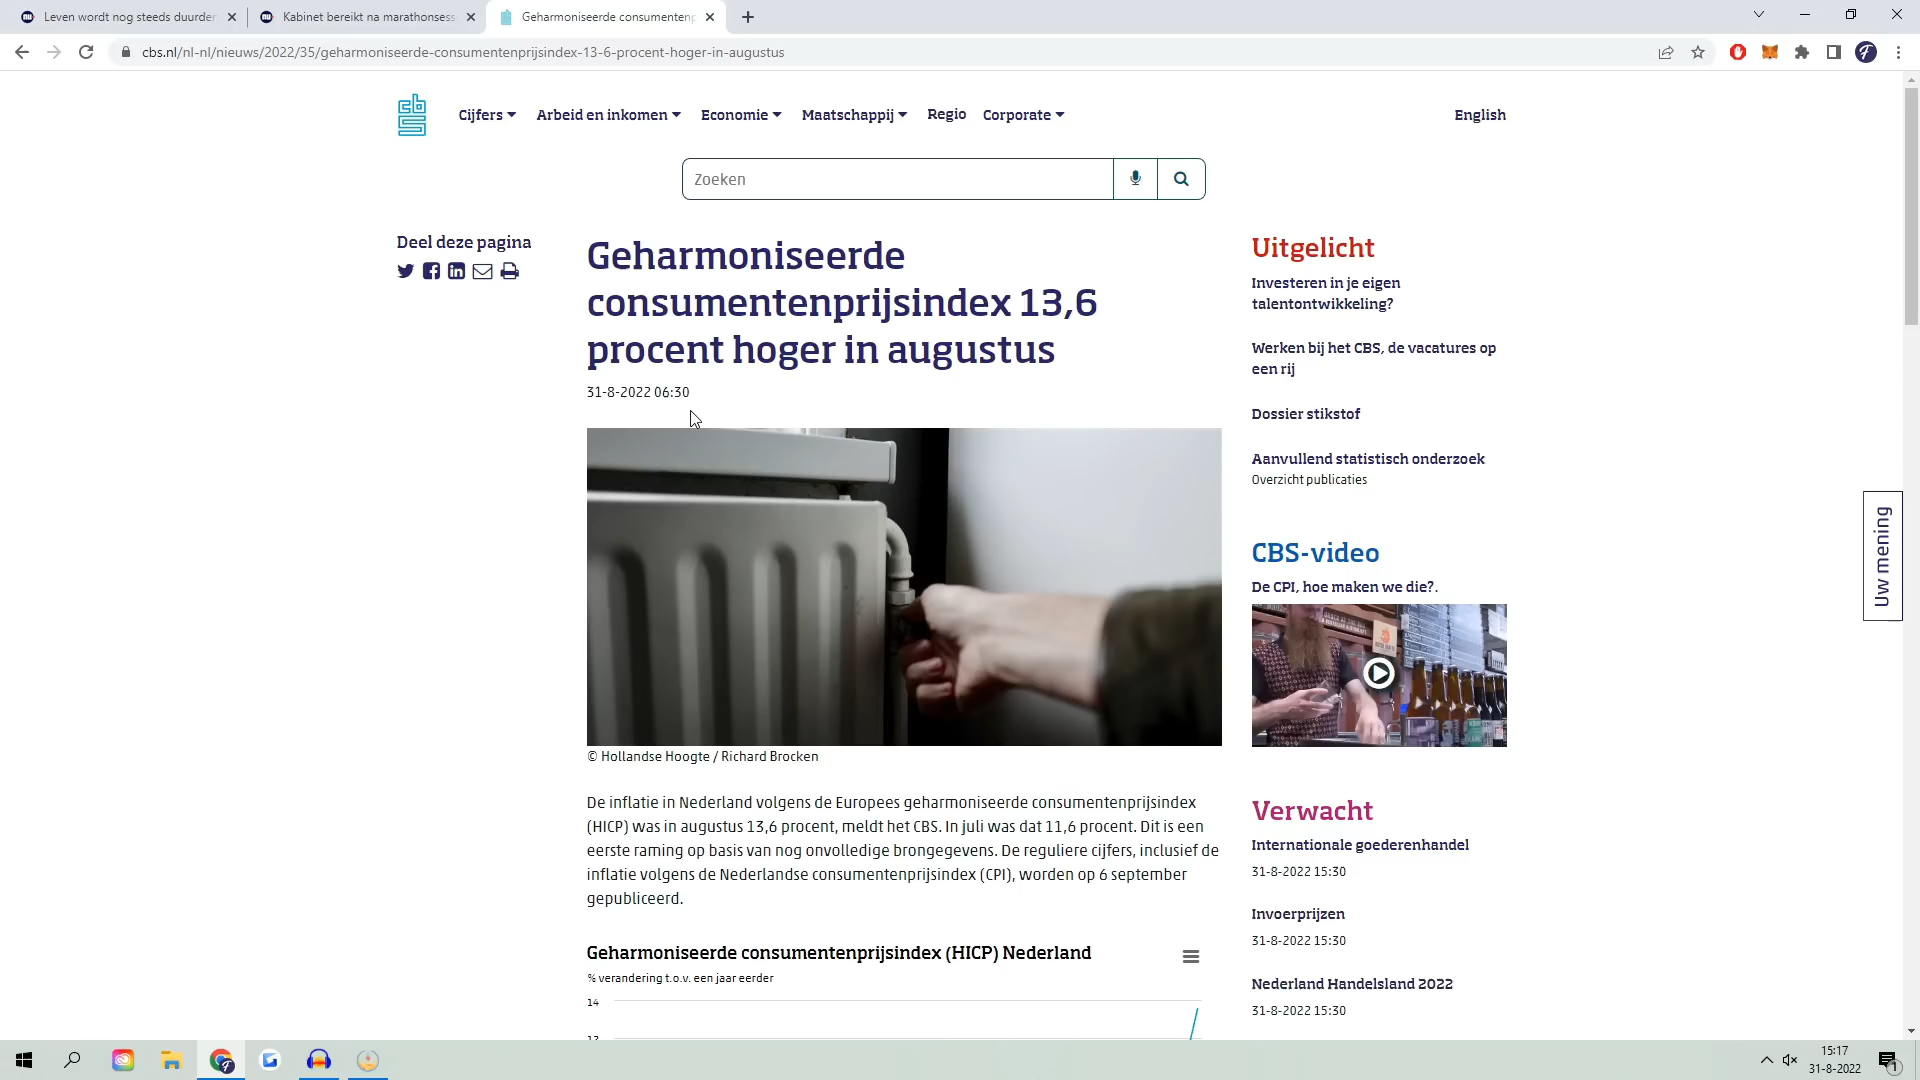 Leven wordt nog steeds duurder
Kabinet bereikt na marathonsess
Geharmoniseerde consumentenp
cbs.nl/nl-nl/nieuws/2022/35/geharmoniseerde-consumentenprijsindex-13-6-procent-hoger-in-augustus
Cijfers Arbeid en inkomen Economie Maatschappij Regio Corporate English
Zoeken
Deel deze pagina
Geharmoniseerde
consumentenprijsindex 13,6
procent hoger in augustus
31-8-2022 06:30
© Hollandse Hoogte / Richard Brocken
De inflatie in Nederland volgens de Europees geharmoniseerde consumentenprijsindex
(HICP) was in augustus 13,6 procent, meldt het CBS. In juli was dat 11,6 procent. Dit is een
eerste raming op basis van nog onvolledige brongegevens. De reguliere cijfers, inclusief de
inflatie volgens de Nederlandse consumentenprijsindex (CPI), worden op 6 september
gepubliceerd.
Geharmoniseerde consumentenprijsindex (HICP) Nederland
% verandering t.o.v. een jaar eerder
14
Uitgelicht
Investeren in je eigen
talentontwikkeling?
Werken bij het CBS, de vacatures op
een rij
Dossier stikstof
Aanvullend statistisch onderzoek
Overzicht publicaties
CBS-video
De CPI, hoe maken we die?.
Verwacht
Internationale goederenhandel
31-8-2022 15:30
Invoerprijzen
31-8-2022 15:30
Nederland Handelsland 2022
31-8-2022 15:30
Uw mening
15:17
31-8-2022
1